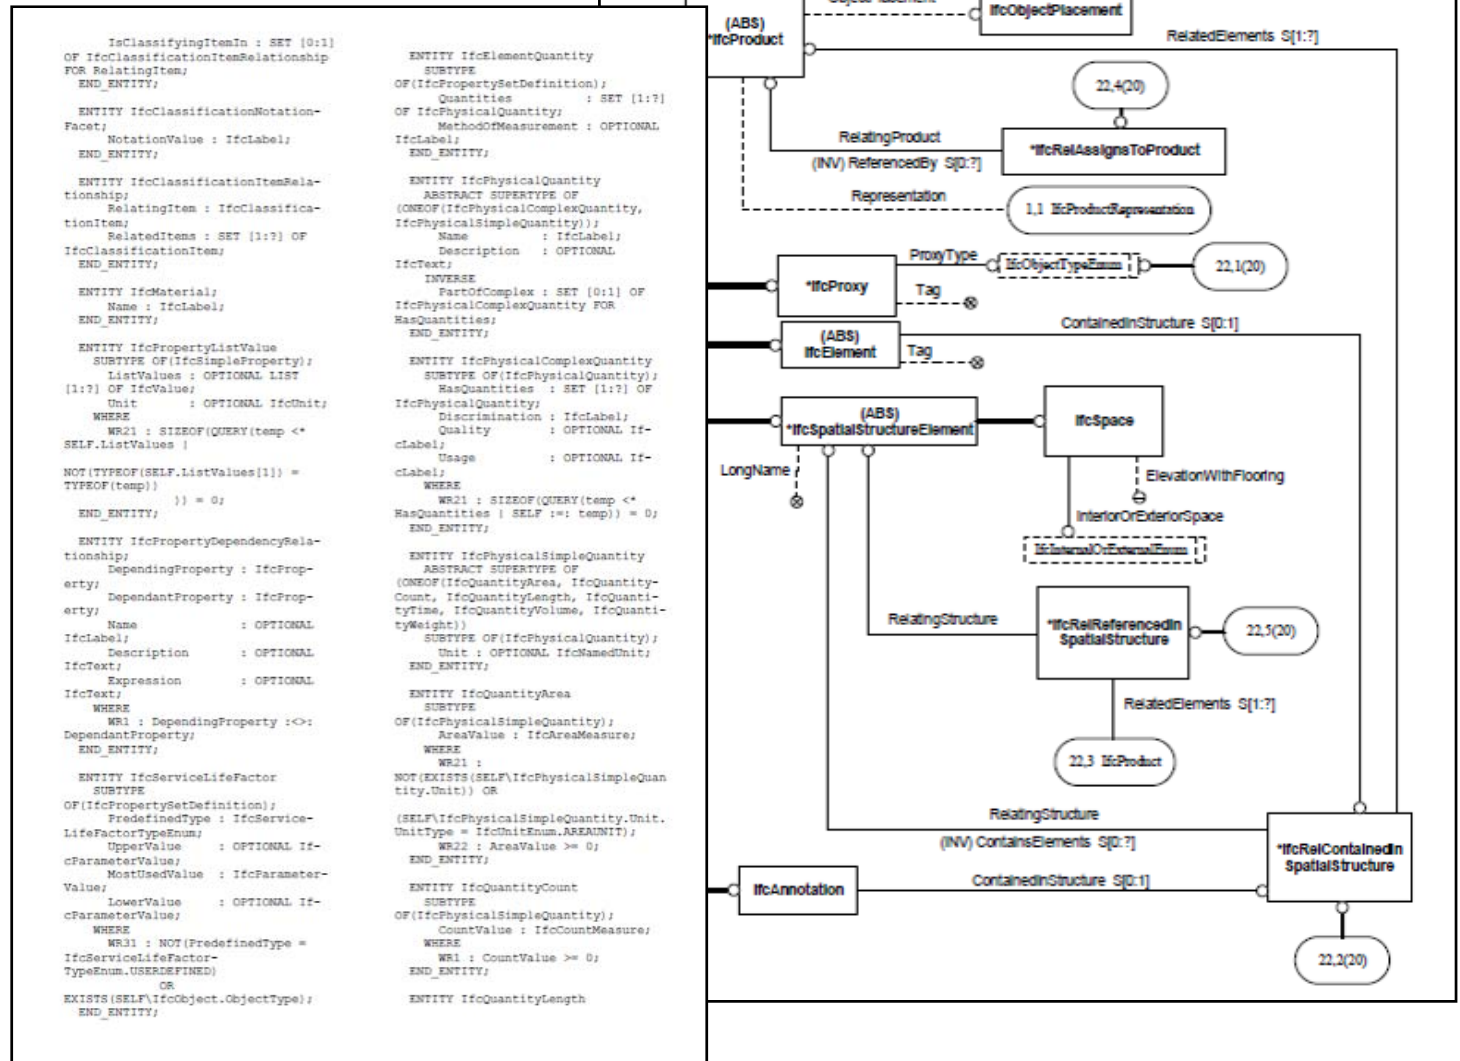 IsClassifyingItemIn : SET [0:1]
OF IfcClassificationItemRelationship
FOR RelatingItem;
END_ENTITY;
ENTITY IfcClassificationNotation-
Facet;
NotationValue : IfcLabel;
END_ENTITY;
ENTITY IfcClassificationItemRela-
tionship;
RelatingItem : IfcClassifica-
tionItem;
RelatedItems : SET [1:?] OF
IfcClassificationItem;
END_ENTITY;
ENTITY IfcMaterial;
Name : IfcLabel;
END_ENTITY;
ENTITY IfcPropertyListValue
SUBTYPE OF(IfcSimpleProperty);
ListValues : OPTIONAL LIST
[1:?] OF IfcValue;
Unit : OPTIONAL IfcUnit;
WHERE
WR21 : SIZEOF(QUERY(temp <*
SELF.ListValues |
NOT(TYPEOF(SELF.ListValues[1]) =
TYPEOF(temp))
)) = 0;
END_ENTITY;
ENTITY IfcPropertyDependencyRela-
tionship;
DependingProperty : IfcProp-
erty;
DependantProperty : IfcProp-
erty;
Name : OPTIONAL
IfcLabel;
Description : OPTIONAL
IfcText;
Expression : OPTIONAL
IfcText;
WHERE
WR1 : DependingProperty :<>:
DependantProperty;
END_ENTITY;
ENTITY IfcServiceLifeFactor
SUBTYPE
OF(IfcPropertySetDefinition);
PredefinedType : IfcService-
LifeFactorTypeEnum;
UpperValue : OPTIONAL If-
cParameterValue;
MostUsedValue : IfcParameter-
Value;
LowerValue : OPTIONAL If-
cParameterValue;
WHERE
WR31 : NOT(PredefinedType =
IfcServiceLifeFactor-
TypeEnum.USERDEFINED)
OR
EXISTS(SELF\IfcObject.ObjectType);
END_ENTITY;
ENTITY IfcElementQuantity
SUBTYPE
OF(IfcPropertySetDefinition);
Quantities : SET [1:?]
OF IfcPhysicalQuantity;
MethodOfMeasurement : OPTIONAL
IfcLabel;
END_ENTITY;
ENTITY IfcPhysicalQuantity
ABSTRACT SUPERTYPE OF
(ONEOF(IfcPhysicalComplexQuantity,
IfcPhysicalSimpleQuantity));
Name : IfcLabel;
Description : OPTIONAL
IfcText;
INVERSE
PartOfComplex : SET [0:1] OF
IfcPhysicalComplexQuantity FOR
HasQuantities;
END_ENTITY;
ENTITY IfcPhysicalComplexQuantity
SUBTYPE OF(IfcPhysicalQuantity);
HasQuantities : SET [1:?] OF
IfcPhysicalQuantity;
Discrimination : IfcLabel;
Quality : OPTIONAL If-
cLabel;
Usage : OPTIONAL If-
cLabel;
WHERE
WR21 : SIZEOF(QUERY(temp <*
HasQuantities | SELF :=: temp)) = 0;
END_ENTITY;
ENTITY IfcPhysicalSimpleQuantity
ABSTRACT SUPERTYPE OF
(ONEOF(IfcQuantityArea, IfcQuantity-
Count, IfcQuantityLength, IfcQuanti-
tyTime, IfcQuantityVolume, IfcQuanti-
tyWeight))
SUBTYPE OF(IfcPhysicalQuantity);
Unit : OPTIONAL IfcNamedUnit;
END_ENTITY;
ENTITY IfcQuantityArea
SUBTYPE
OF(IfcPhysicalSimpleQuantity);
AreaValue : IfcAreaMeasure;
WHERE
WR21 :
NOT(EXISTS(SELF\IfcPhysicalSimpleQuan
tity.Unit)) OR
(SELF\IfcPhysicalSimpleQuantity.Unit.
UnitType = IfcUnitEnum.AREAUNIT);
WR22 : AreaValue >= 0;
END_ENTITY;
ENTITY IfcQuantityCount
SUBTYPE
OF(IfcPhysicalSimpleQuantity);
CountValue : IfcCountMeasure;
WHERE
WR1 : CountValue >= 0;
END_ENTITY;
ENTITY IfcQuantityLength
IfcObjectPlacement
(ABS)
*IfcProduct
RelatedElements S[1:?]
22,4(20)
RelatingProduct
(INV) ReferencedBy S[0:?]
*IfcRelAssignsToProduct
Representation
1,1 IfcProductRepresentation
ProxyType
IfcObjectTypeEnum
22,1(20)
*IfcProxy
Tag
ContainedInStructure S[0:1]
(ABS)
IfcElement
Tag
(ABS)
*IfcSpatialStructureElement
IfcSpace
LongName
ElevationWithFlooring
InteriorOrExteriorSpace
IfcInternalOrExternalEnum
RelatingStructure
*IfcRelReferencedIn
SpatialStructure
22,5(20)
RelatedElements S[1:?]
22,3 IfcProduct
RelatingStructure
(INV) ContainsElements S[0:?]
*IfcRelContainedIn
SpatialStructure
IfcAnnotation
ContainedInStructure S[0:1]
22,2(20)